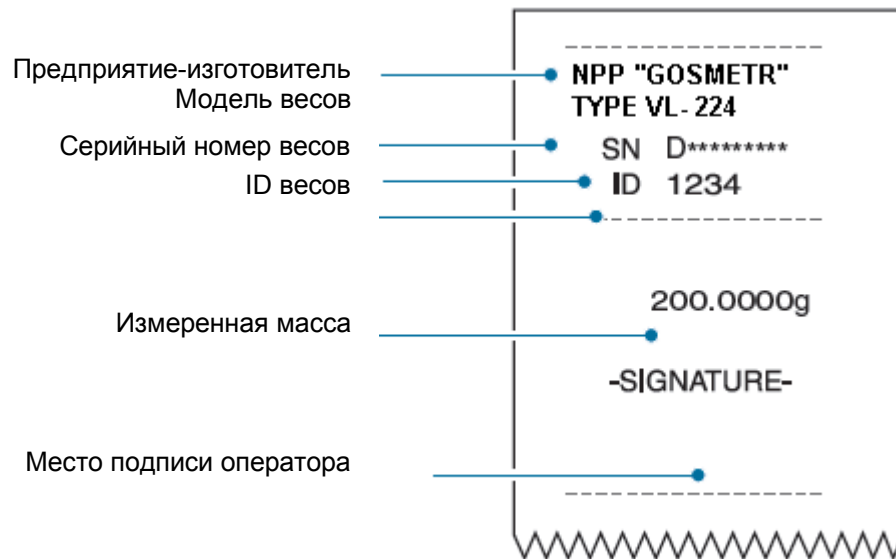 Предприятие-изготовитель
Модель весов
Серийный номер весов
ID весов
Измеренная масса
Место подписи оператора
NPP "GOSMETR"
TYPE VL-224
SN D*********
ID 1234
200.0000g
-SIGNATURE-